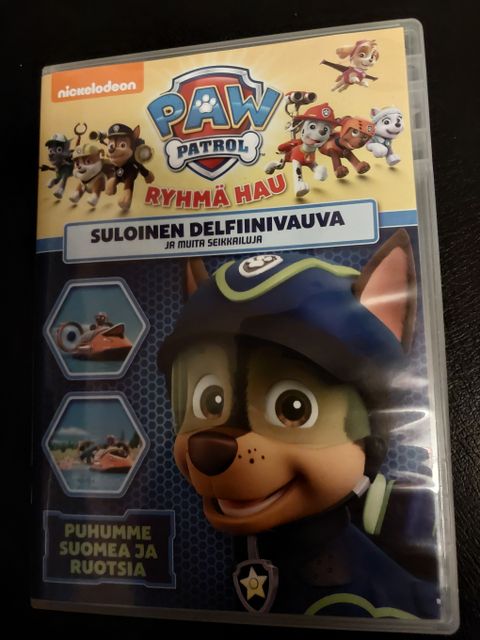 nickelodeon
PAW
PATROL
RYHMÄ HAU
SULOINEN DELFIINIVAUVA
JA MUITA SEIKKAILUJA
PUHUMME
SUOMEA JA
RUOTSIA